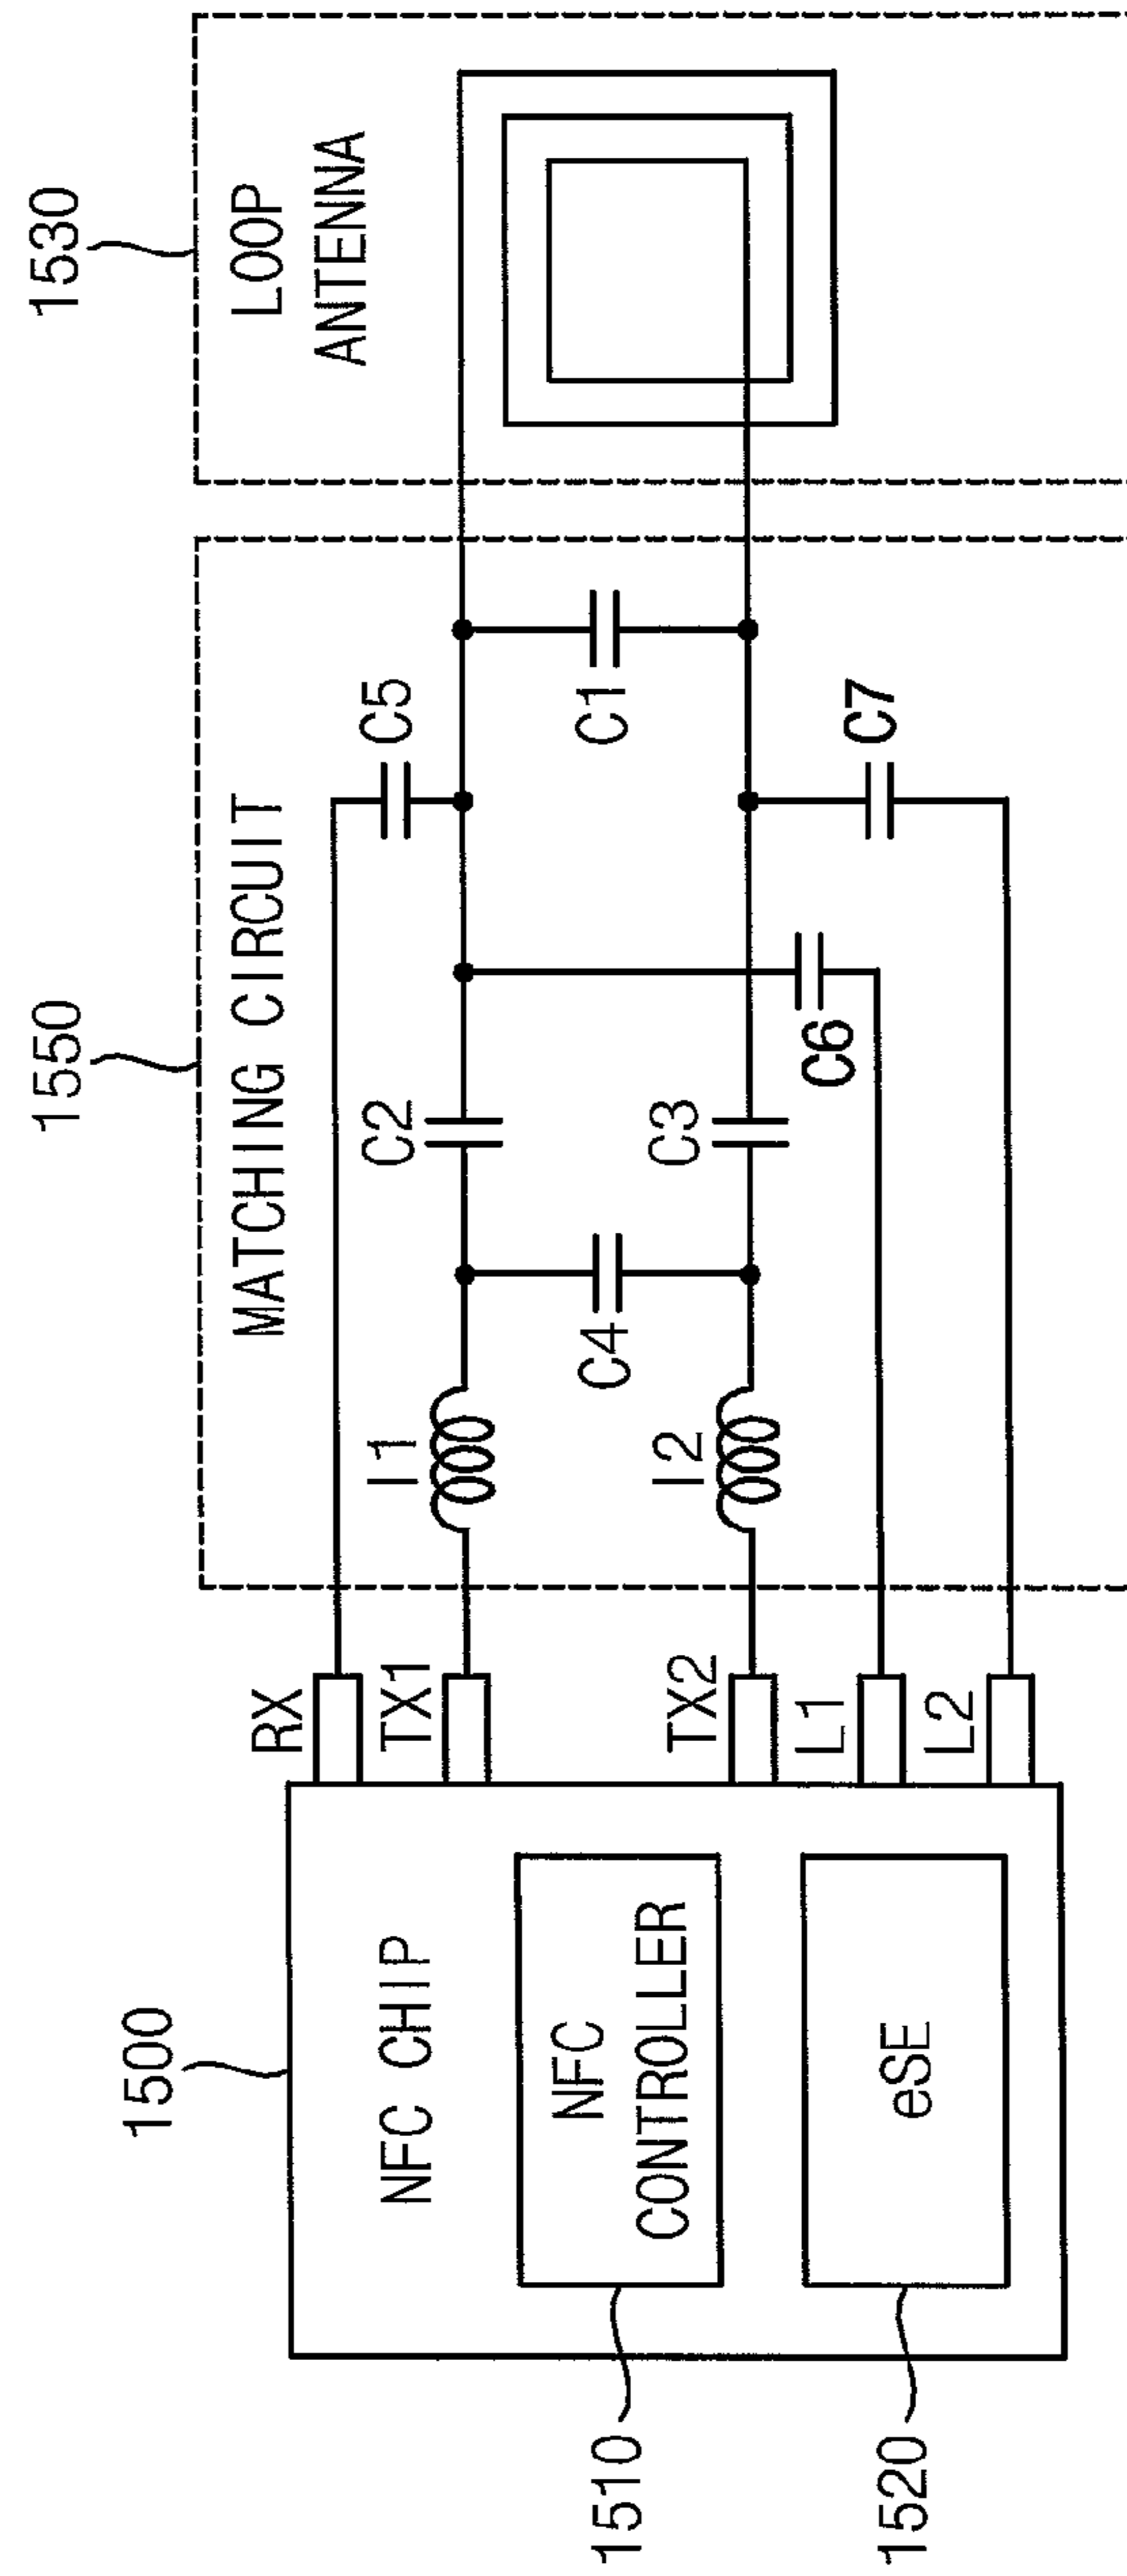 1500
1550
1530
NFC CHIP
NFC
CONTROLLER
eSE
1510
1520
RX
TX1
TX2
L1
L2
MATCHING CIRCUIT
I1
I2
C4
C2
C3
C6
C5
C1
C7
LOOP
ANTENNA